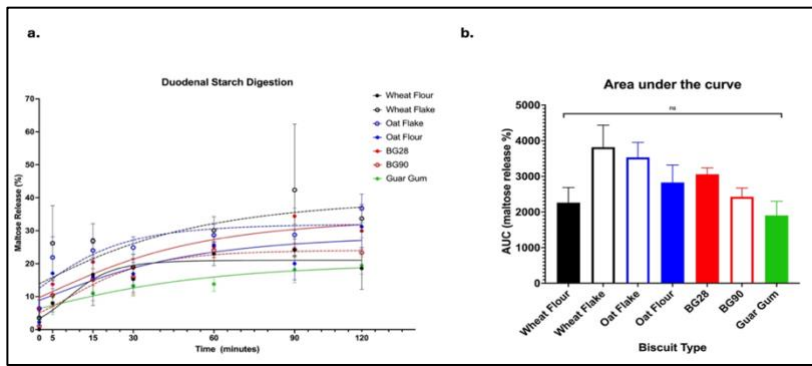 a.
Duodenal Starch Digestion
Maltose Release (%)
70
60
50
40
30
20
10
0
0 5 15 30 60 90 120
Time (minutes)
Wheat Flour
Wheat Flake
Oat Flake
Oat Flour
BG28
BG90
Guar Gum
b.
Area under the curve
ns
AUC (maltose release %)
5000
4000
3000
2000
1000
0
Wheat Flour
Wheat Flake
Oat Flake
Oat Flour
BG28
BG90
Guar Gum
Biscuit Type